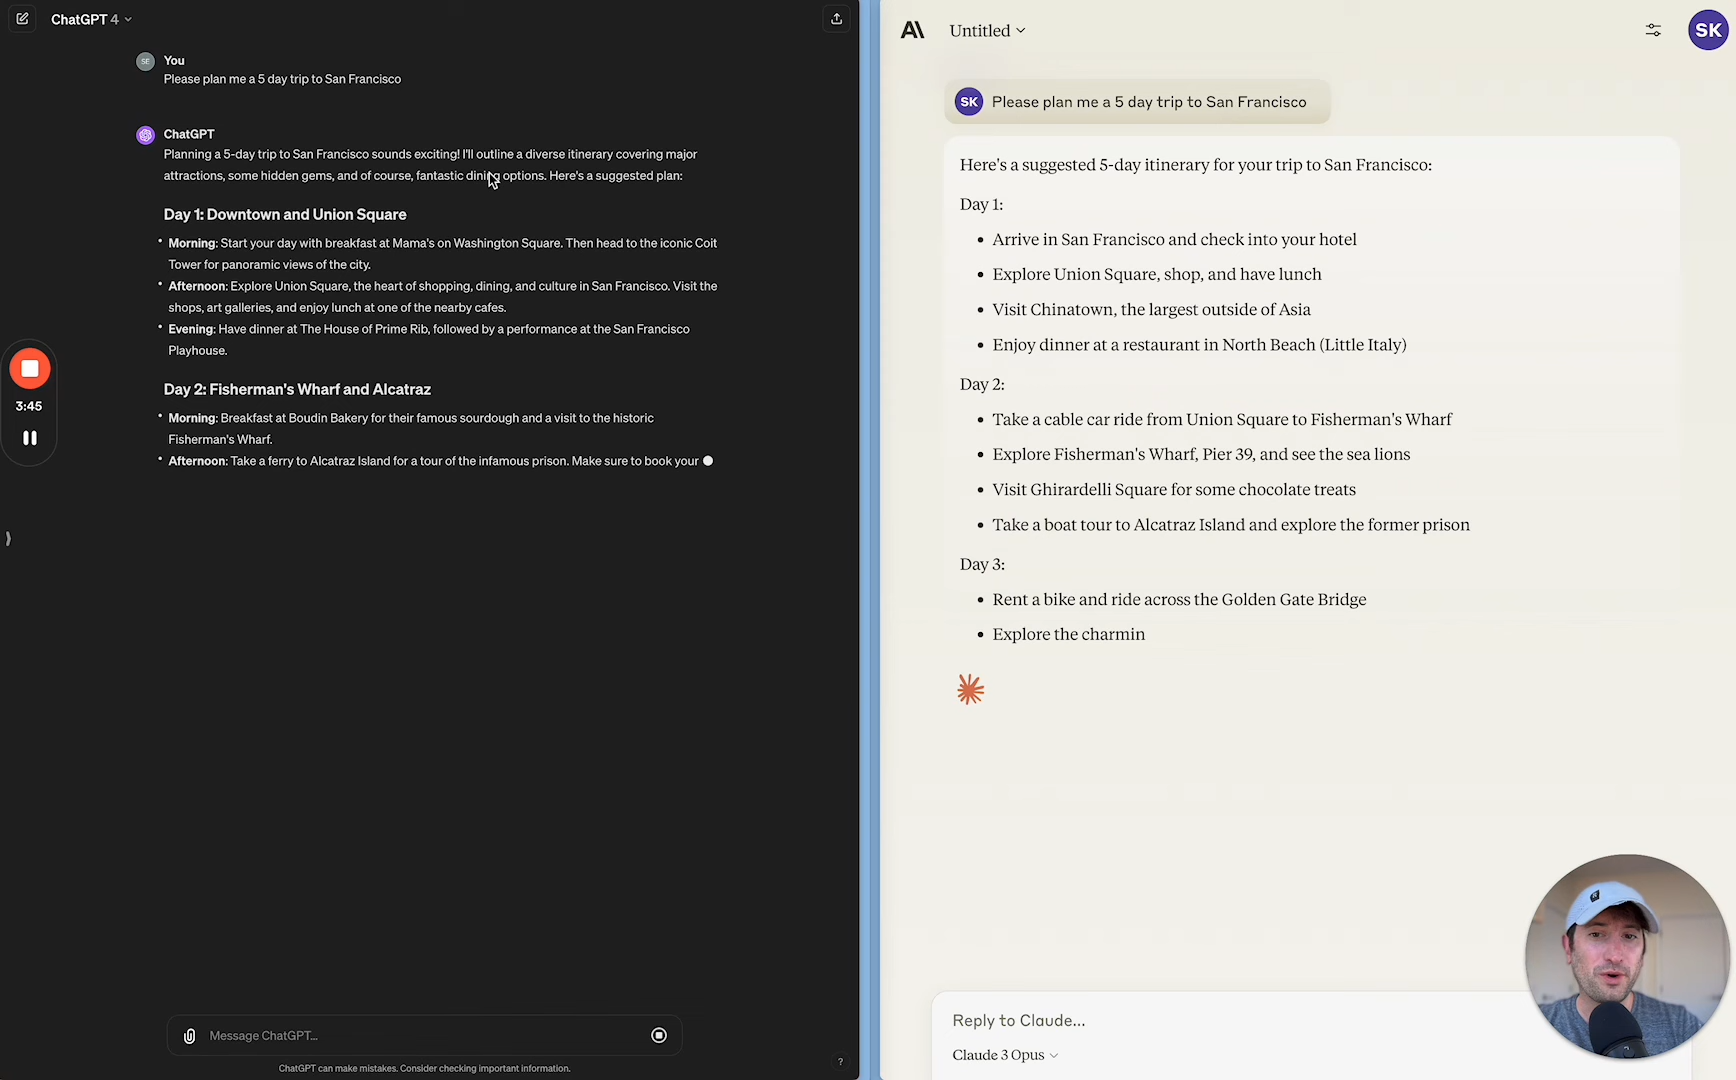 ChatGPT 4
SE
You
Please plan me a 5 day trip to San Francisco
ChatGPT
Planning a 5-day trip to San Francisco sounds exciting! I'll outline a diverse itinerary covering major
attractions, some hidden gems, and of course, fantastic dining options. Here's a suggested plan:
Day 1: Downtown and Union Square
• Morning: Start your day with breakfast at Mama's on Washington Square. Then head to the iconic Coit
Tower for panoramic views of the city.
• Afternoon: Explore Union Square, the heart of shopping, dining, and culture in San Francisco. Visit the
shops, art galleries, and enjoy lunch at one of the nearby cafes.
• Evening: Have dinner at The House of Prime Rib, followed by a performance at the San Francisco
Playhouse.
Day 2: Fisherman's Wharf and Alcatraz
• Morning: Breakfast at Boudin Bakery for their famous sourdough and a visit to the historic
Fisherman's Wharf.
• Afternoon: Take a ferry to Alcatraz Island for a tour of the infamous prison. Make sure to book your
3:45
Message ChatGPT...
ChatGPT can make mistakes. Consider checking important information.
?
A\
Untitled
SK
SK
Please plan me a 5 day trip to San Francisco
Here's a suggested 5-day itinerary for your trip to San Francisco:
Day 1:
• Arrive in San Francisco and check into your hotel
• Explore Union Square, shop, and have lunch
• Visit Chinatown, the largest outside of Asia
• Enjoy dinner at a restaurant in North Beach (Little Italy)
Day 2:
• Take a cable car ride from Union Square to Fisherman's Wharf
• Explore Fisherman's Wharf, Pier 39, and see the sea lions
• Visit Ghirardelli Square for some chocolate treats
• Take a boat tour to Alcatraz Island and explore the former prison
Day 3:
• Rent a bike and ride across the Golden Gate Bridge
• Explore the charmin
Reply to Claude...
Claude 3 Opus